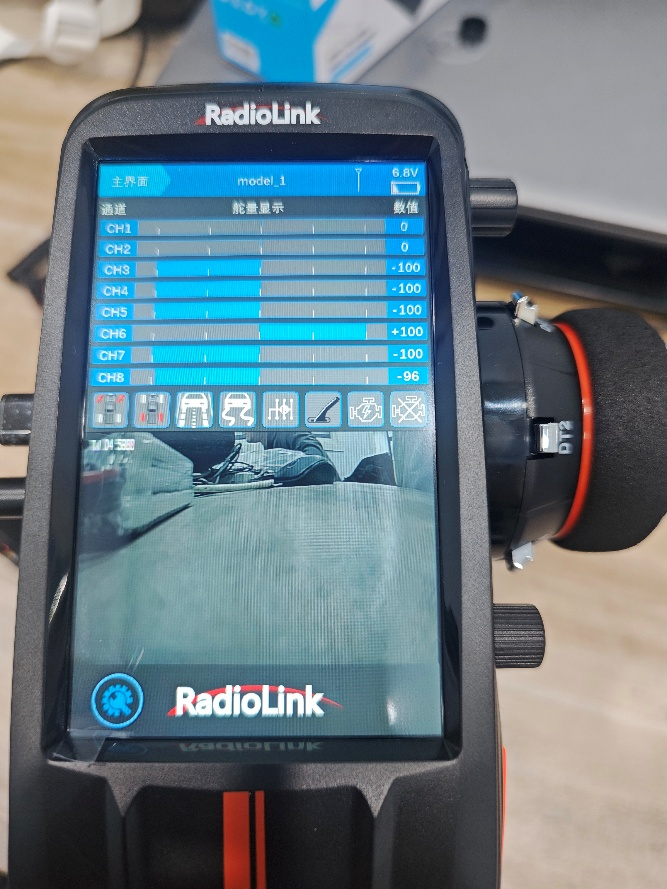 RadioLink
主界面 model_1 6.8V
通道 舵量显示 数值
CH1 0
CH2 0
CH3 -100
CH4 -100
CH5 -100
CH6 +100
CH7 -100
CH8 -96
RadioLink
DT2